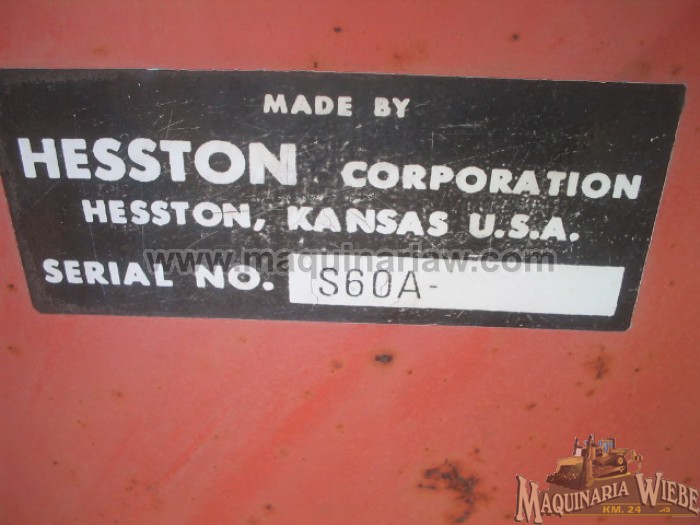 MADE BY
HESSTON CORPORATION
HESSTON, KANSAS U.S.A.
www.maquinariaw.com
SERIAL NO. S60A-
MAQUINARIA WIEBE
KM. 24